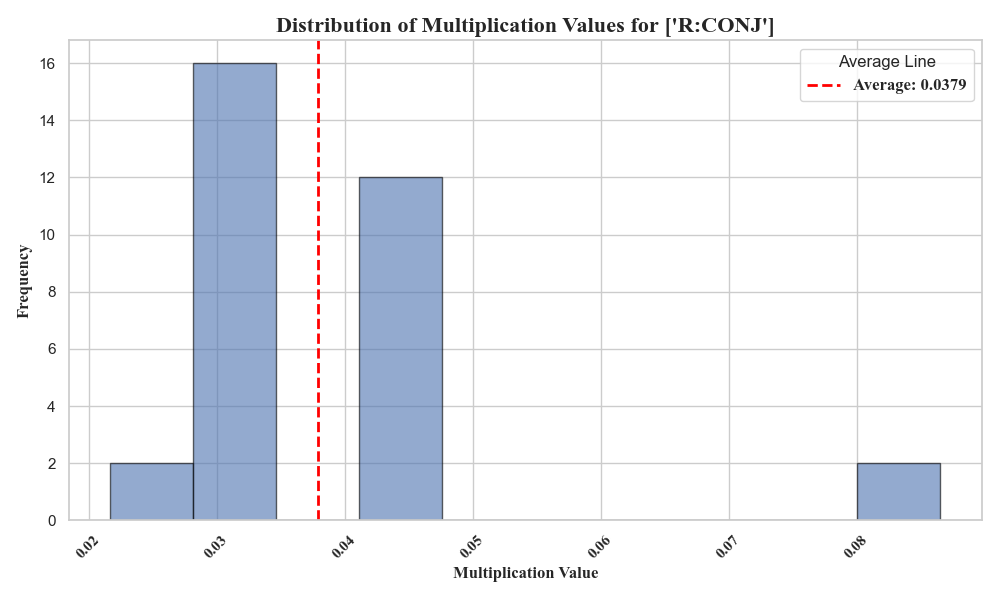 Distribution of Multiplication Values for ['R:CONJ']
Average Line
Average: 0.0379
Frequency
16
14
12
10
8
6
4
2
0
0.02 0.03 0.04 0.05 0.06 0.07 0.08
Multiplication Value